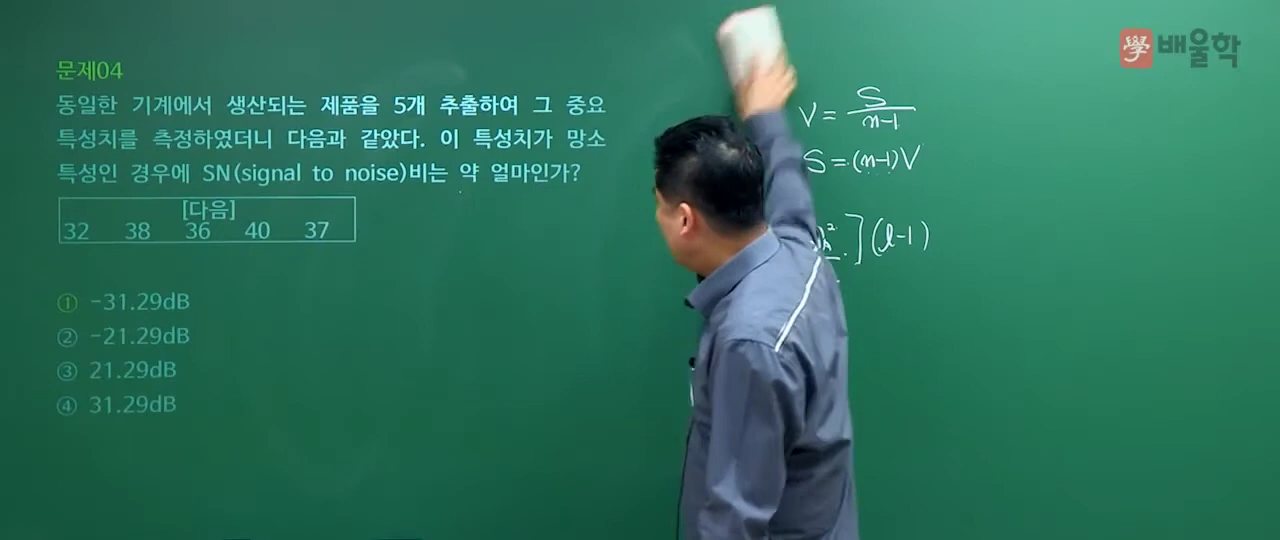 學 배울학
문제04
동일한 기계에서 생산되는 제품을 5개 추출하여 그 중요
특성치를 측정하였더니 다음과 같았다. 이 특성치가 망소
특성인 경우에 SN(signal to noise)비는 약 얼마인가?
[다음]
32 38 36 40 37
① -31.29dB
② -21.29dB
③ 21.29dB
④ 31.29dB
V = S/(n-1)
S = (n-1)V
](l-1)